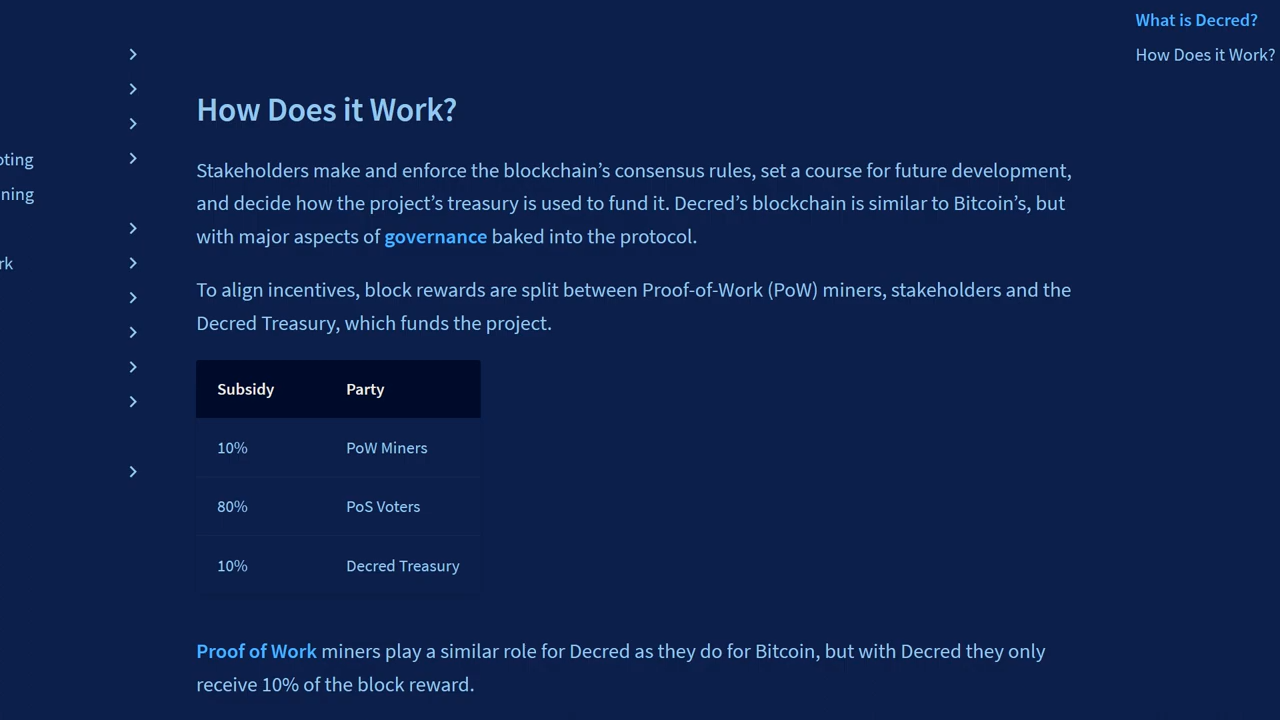 What is Decred?
How Does it Work?
oting
ning
rk
How Does it Work?
Stakeholders make and enforce the blockchain’s consensus rules, set a course for future development,
and decide how the project’s treasury is used to fund it. Decred’s blockchain is similar to Bitcoin’s, but
with major aspects of governance baked into the protocol.
To align incentives, block rewards are split between Proof-of-Work (PoW) miners, stakeholders and the
Decred Treasury, which funds the project.
Subsidy Party
10% PoW Miners
80% PoS Voters
10% Decred Treasury
Proof of Work miners play a similar role for Decred as they do for Bitcoin, but with Decred they only
receive 10% of the block reward.